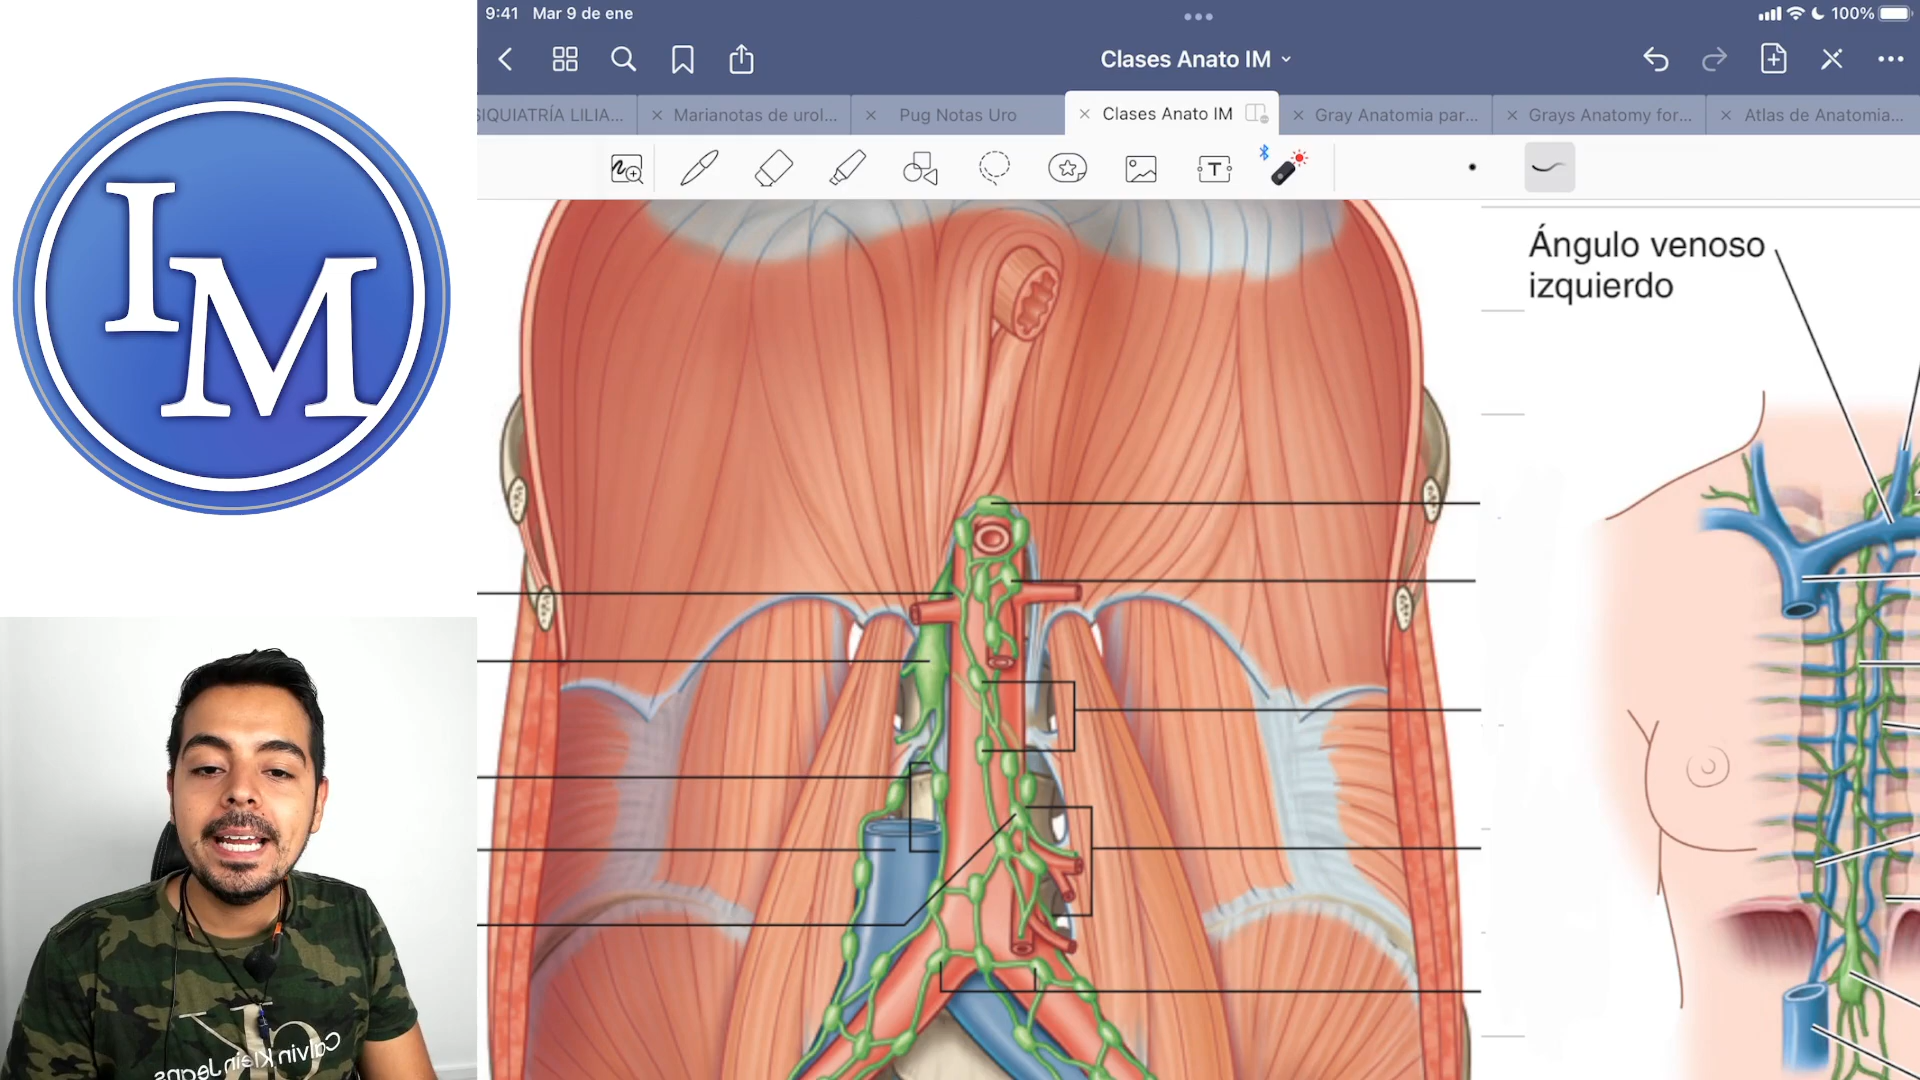 9:41 Mar 9 de ene
100%
Clases Anato IM
SIQUIATRÍA LILIA...
Marianotas de urol...
Pug Notas Uro
Clases Anato IM
Gray Anatomia par...
Grays Anatomy for...
Atlas de Anatomia...
T
IM
Ángulo venoso
izquierdo
CK
Calvin Klein Jeans